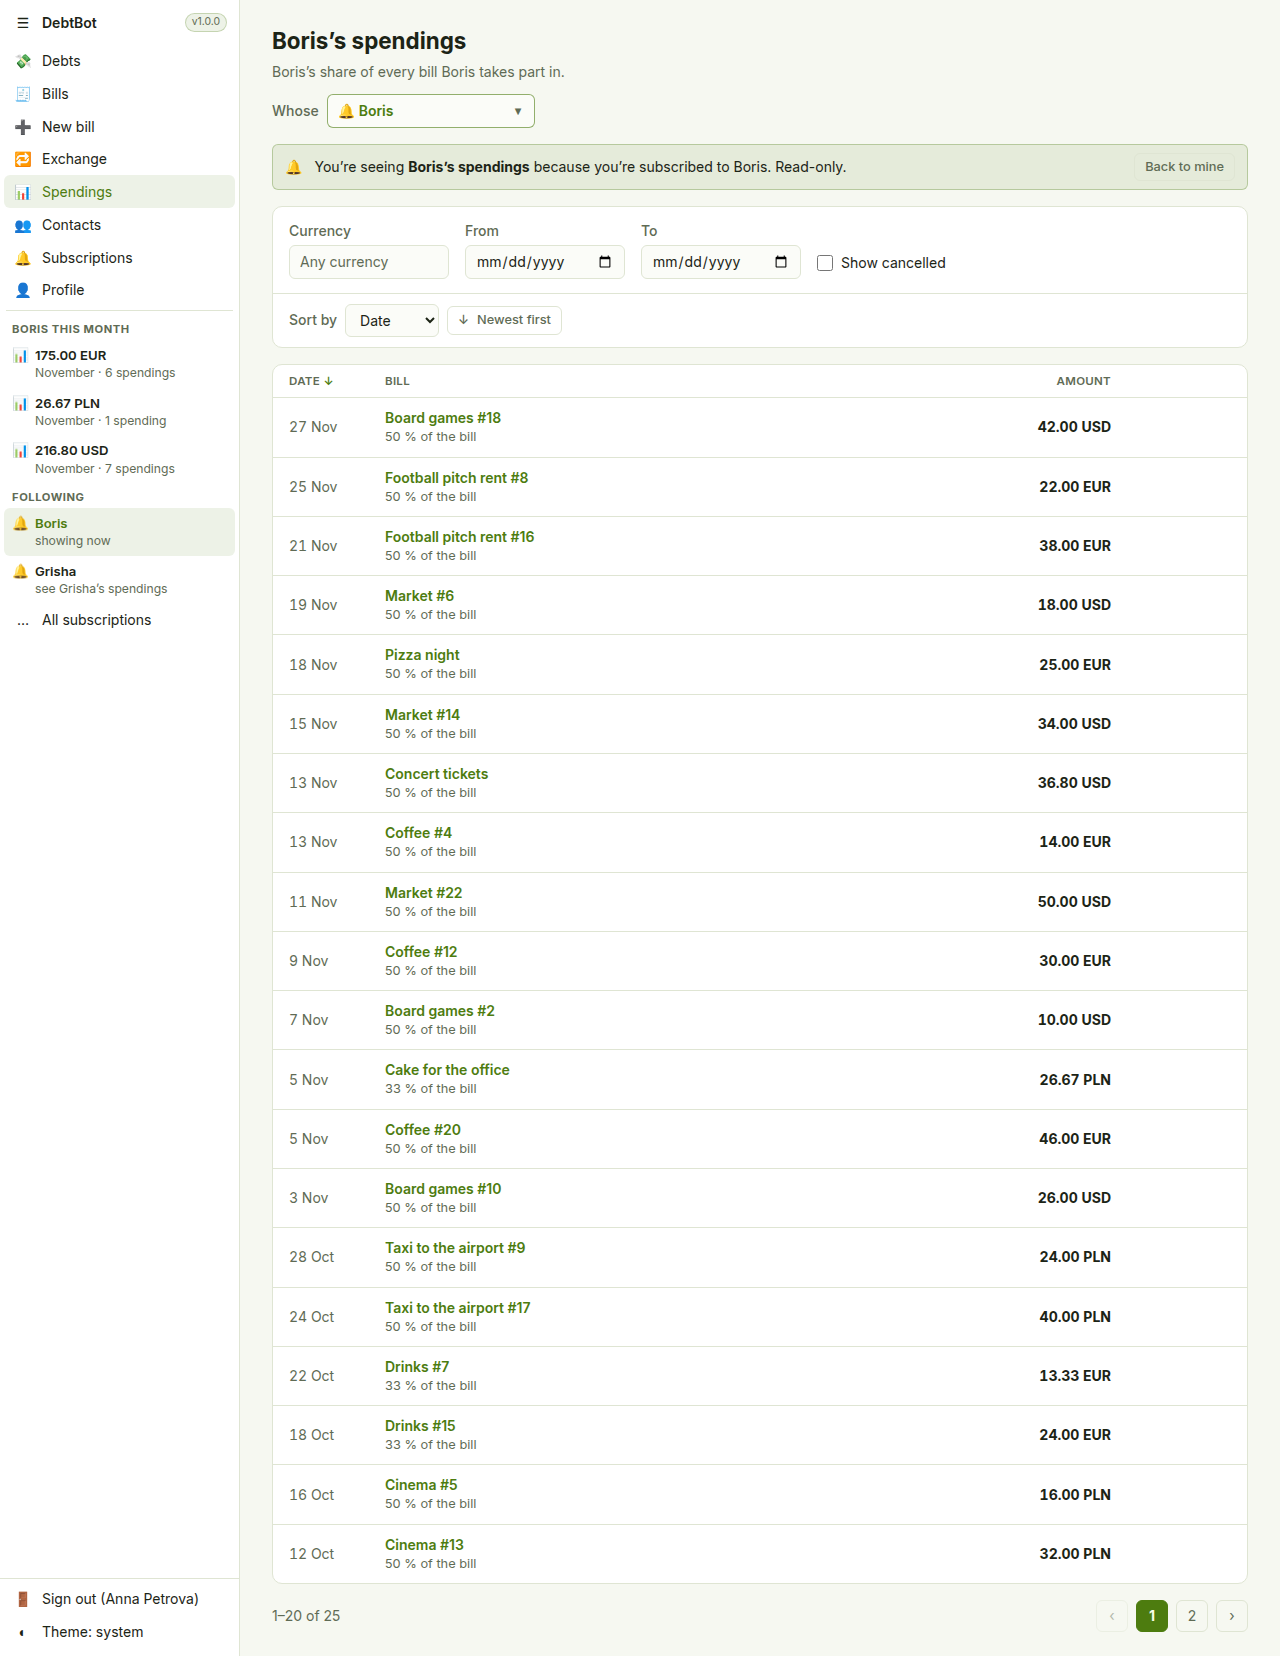 ☰ DebtBot v1.0.0
Debts
Bills
New bill
Exchange
Spendings
Contacts
Subscriptions
Profile
BORIS THIS MONTH
175.00 EUR
November · 6 spendings
26.67 PLN
November · 1 spending
216.80 USD
November · 7 spendings
FOLLOWING
Boris
showing now
Grisha
see Grisha’s spendings
… All subscriptions
Sign out (Anna Petrova)
Theme: system
Boris’s spendings
Boris’s share of every bill Boris takes part in.
Whose Boris ▼
You’re seeing Boris’s spendings because you’re subscribed to Boris. Read-only. Back to mine
Currency From To
Any currency mm/dd/yyyy mm/dd/yyyy Show cancelled
Sort by Date ↓ Newest first
DATE ↓ BILL AMOUNT
27 Nov Board games #18 42.00 USD
50 % of the bill
25 Nov Football pitch rent #8 22.00 EUR
50 % of the bill
21 Nov Football pitch rent #16 38.00 EUR
50 % of the bill
19 Nov Market #6 18.00 USD
50 % of the bill
18 Nov Pizza night 25.00 EUR
50 % of the bill
15 Nov Market #14 34.00 USD
50 % of the bill
13 Nov Concert tickets 36.80 USD
50 % of the bill
13 Nov Coffee #4 14.00 EUR
50 % of the bill
11 Nov Market #22 50.00 USD
50 % of the bill
9 Nov Coffee #12 30.00 EUR
50 % of the bill
7 Nov Board games #2 10.00 USD
50 % of the bill
5 Nov Cake for the office 26.67 PLN
33 % of the bill
5 Nov Coffee #20 46.00 EUR
50 % of the bill
3 Nov Board games #10 26.00 USD
50 % of the bill
28 Oct Taxi to the airport #9 24.00 PLN
50 % of the bill
24 Oct Taxi to the airport #17 40.00 PLN
50 % of the bill
22 Oct Drinks #7 13.33 EUR
33 % of the bill
18 Oct Drinks #15 24.00 EUR
33 % of the bill
16 Oct Cinema #5 16.00 PLN
50 % of the bill
12 Oct Cinema #13 32.00 PLN
50 % of the bill
1–20 of 25 ‹ 1 2 ›